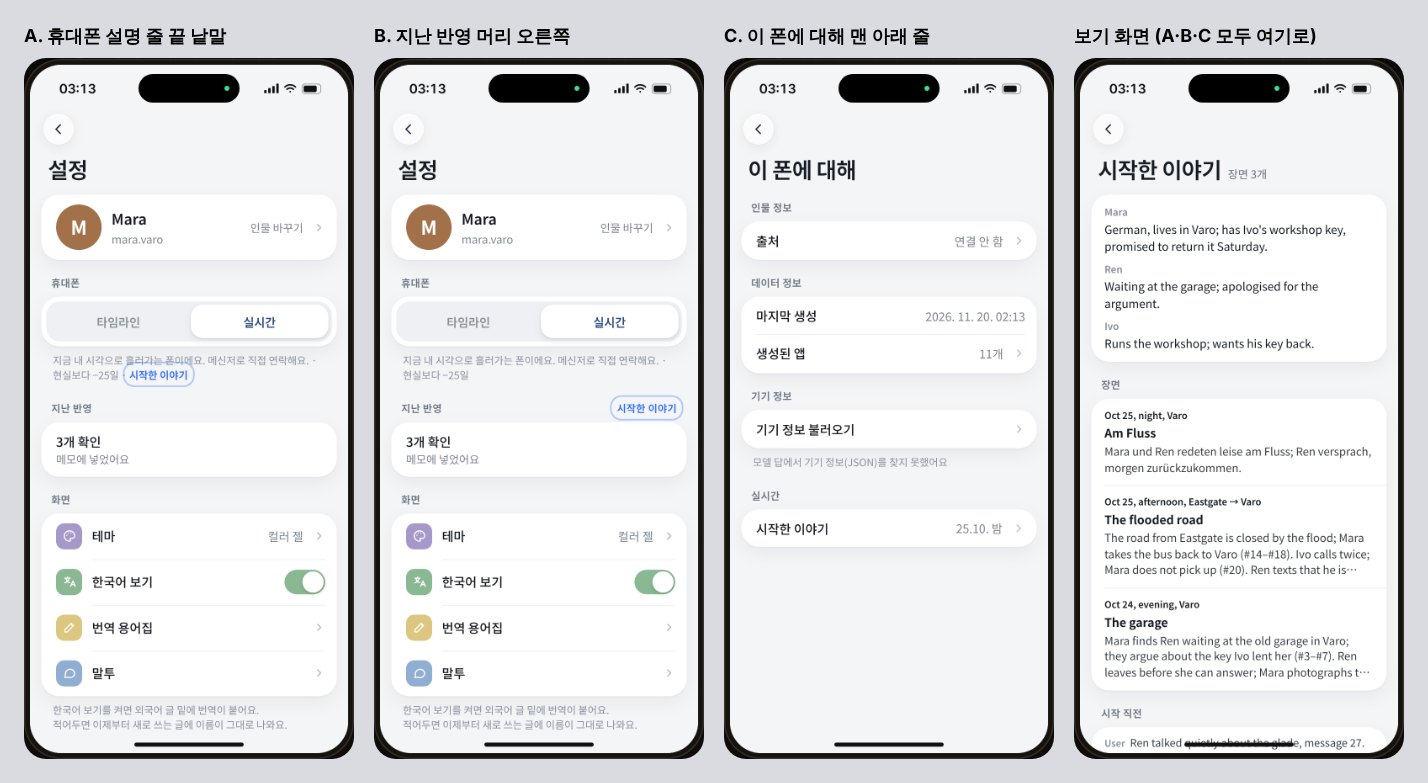 A. 휴대폰 설명 줄 끝 낱말
03:13
설정
M
Mara
mara.varo
인물 바꾸기
휴대폰
타임라인
실시간
지금 내 시각으로 흘러가는 폰이에요. 메신저로 직접 연락해요. ·
현실보다 −25일 · 시작한 이야기
지난 반영
3개 확인
메모에 넣었어요
화면
테마
컬러 젤
한국어 보기
번역 용어집
말투
한국어 보기를 켜면 외국어 글 밑에 번역이 붙어요.
적어두면 이제부터 새로 쓰는 글에 이름이 그대로 나와요.
B. 지난 반영 머리 오른쪽
03:13
설정
M
Mara
mara.varo
인물 바꾸기
휴대폰
타임라인
실시간
지금 내 시각으로 흘러가는 폰이에요. 메신저로 직접 연락해요. ·
현실보다 −25일
지난 반영
시작한 이야기
3개 확인
메모에 넣었어요
화면
테마
컬러 젤
한국어 보기
번역 용어집
말투
한국어 보기를 켜면 외국어 글 밑에 번역이 붙어요.
적어두면 이제부터 새로 쓰는 글에 이름이 그대로 나와요.
C. 이 폰에 대해 맨 아래 줄
03:13
이 폰에 대해
인물 정보
출처
연결 안 함
데이터 정보
마지막 생성
2026. 11. 20. 02:13
생성된 앱
11개
기기 정보
기기 정보 불러오기
모델 답에서 기기 정보(JSON)를 찾지 못했어요
실시간
시작한 이야기
25.10. 밤
보기 화면 (A·B·C 모두 여기로)
03:13
시작한 이야기 장면 3개
Mara
German, lives in Varo; has Ivo's workshop key,
promised to return it Saturday.
Ren
Waiting at the garage; apologised for the
argument.
Ivo
Runs the workshop; wants his key back.
장면
Oct 25, night, Varo
Am Fluss
Mara und Ren redeten leise am Fluss; Ren versprach,
morgen zurückzukommen.
Oct 25, afternoon, Eastgate → Varo
The flooded road
The road from Eastgate is closed by the flood; Mara
takes the bus back to Varo (#14–#18). Ivo calls twice;
Mara does not pick up (#20). Ren texts that he is…
Oct 24, evening, Varo
The garage
Mara finds Ren waiting at the old garage in Varo;
they argue about the key Ivo lent her (#3–#7). Ren
leaves before she can answer; Mara photographs t…
시작 직전
User Ren talked quietly about the glade, message 27.